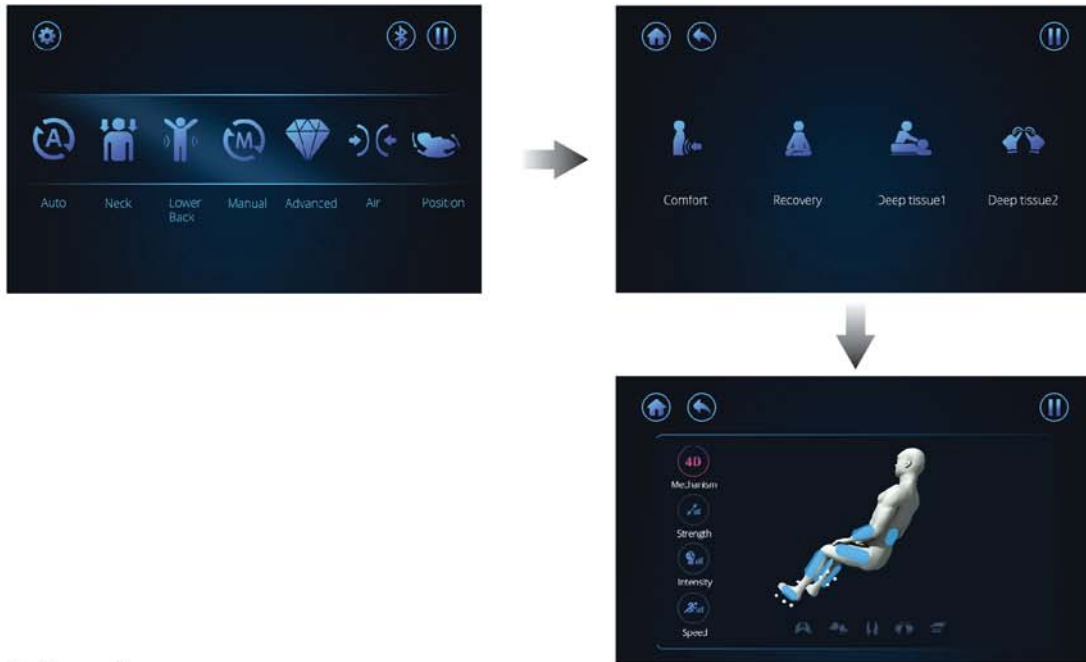 A
M
Auto
Neck
Lower
Back
Manual
Advanced
Air
Position
Comfort
Recovery
Deep tissue1
Deep tissue2
4D
Mechanism
Strength
Intensity
Speed